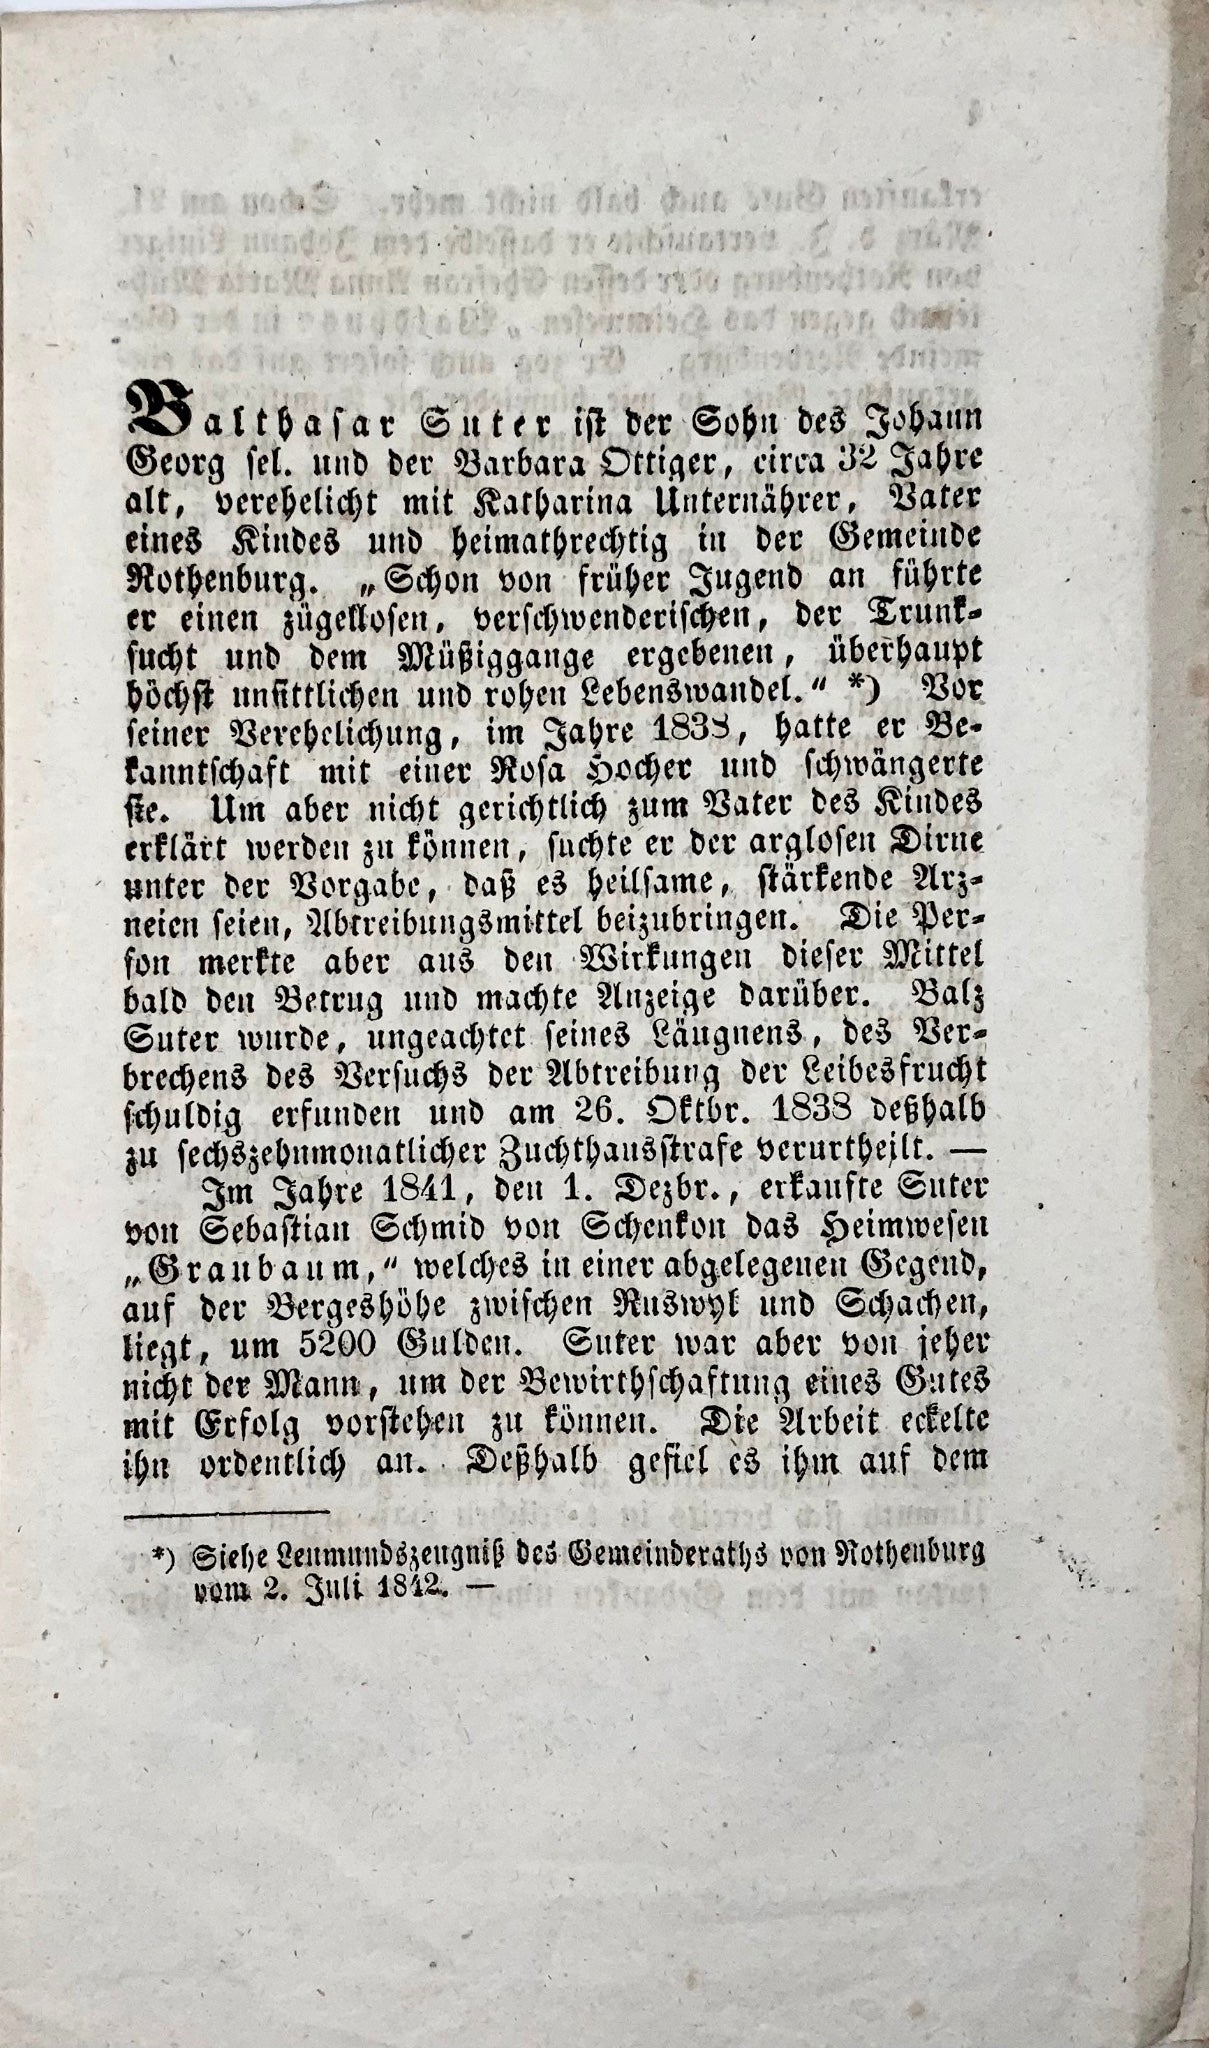 Balthasar Suter ist der Sohn des Johann
Georg sel. und der Barbara Ottiger, circa 32 Jahre
alt, verehelicht mit Katharina Unternährer, Vater
eines Kindes und heimathrechtig in der Gemeinde
Rothenburg. „Schon von früher Jugend an führte
er einen zügellosen, verschwenderischen, der Trunk-
sucht und dem Müßiggange ergebenen, überhaupt
höchst unsittlichen und rohen Lebenswandel.“ *) Vor
seiner Verehelichung, im Jahre 1838, hatte er Be-
kanntschaft mit einer Rosa Hocher und schwängerte
sie. Um aber nicht gerichtlich zum Vater des Kindes
erklärt werden zu können, suchte er der arglosen Dirne
unter der Vorgabe, daß es heilsame, stärkende Arz-
neien seien, Abtreibungsmittel beizubringen. Die Per-
son merkte aber aus den Wirkungen dieser Mittel
bald den Betrug und machte Anzeige darüber. Balz
Suter wurde, ungeachtet seines Läugnens, des Ver-
brechens des Versuchs der Abtreibung der Leibesfrucht
schuldig erfunden und am 26. Oktbr. 1838 deßhalb
zu sechszehnmonatlicher Zuchthausstrafe verurtheilt. —
Im Jahre 1841, den 1. Dezbr., erkaufte Suter
von Sebastian Schmid von Schenkon das Heimwesen
„Graubaum,“ welches in einer abgelegenen Gegend,
auf der Bergeshöhe zwischen Ruswyl und Schachen,
liegt, um 5200 Gulden. Suter war aber von jeher
nicht der Mann, um der Bewirthschaftung eines Gutes
mit Erfolg vorstehen zu können. Die Arbeit eckelte
ihn ordentlich an. Deßhalb gefiel es ihm auf dem
*) Siehe Leumundszeugniß des Gemeinderaths von Rothenburg
vom 2. Juli 1842. —